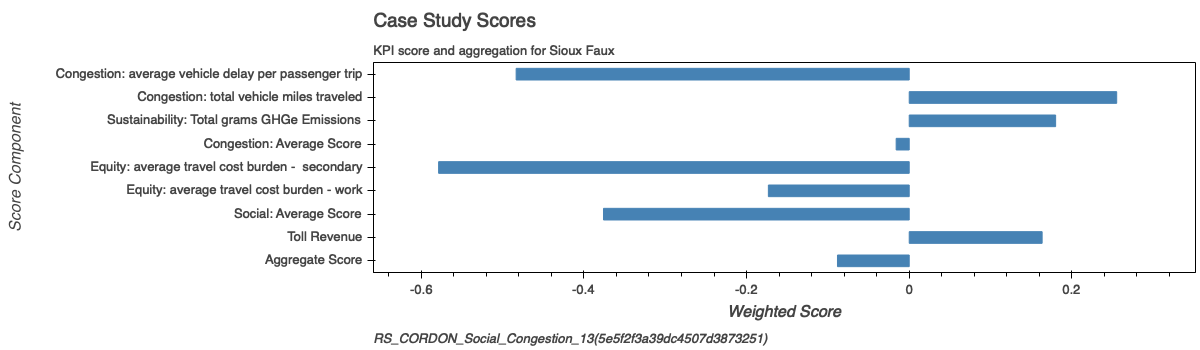 Case Study Scores
KPI score and aggregation for Sioux Faux
Score Component
Congestion: average vehicle delay per passenger trip
Congestion: total vehicle miles traveled
Sustainability: Total grams GHGe Emissions
Congestion: Average Score
Equity: average travel cost burden -  secondary
Equity: average travel cost burden - work
Social: Average Score
Toll Revenue
Aggregate Score
-0.6 -0.4 -0.2 0 0.2
Weighted Score
RS_CORDON_Social_Congestion_13(5e5f2f3a39dc4507d3873251)